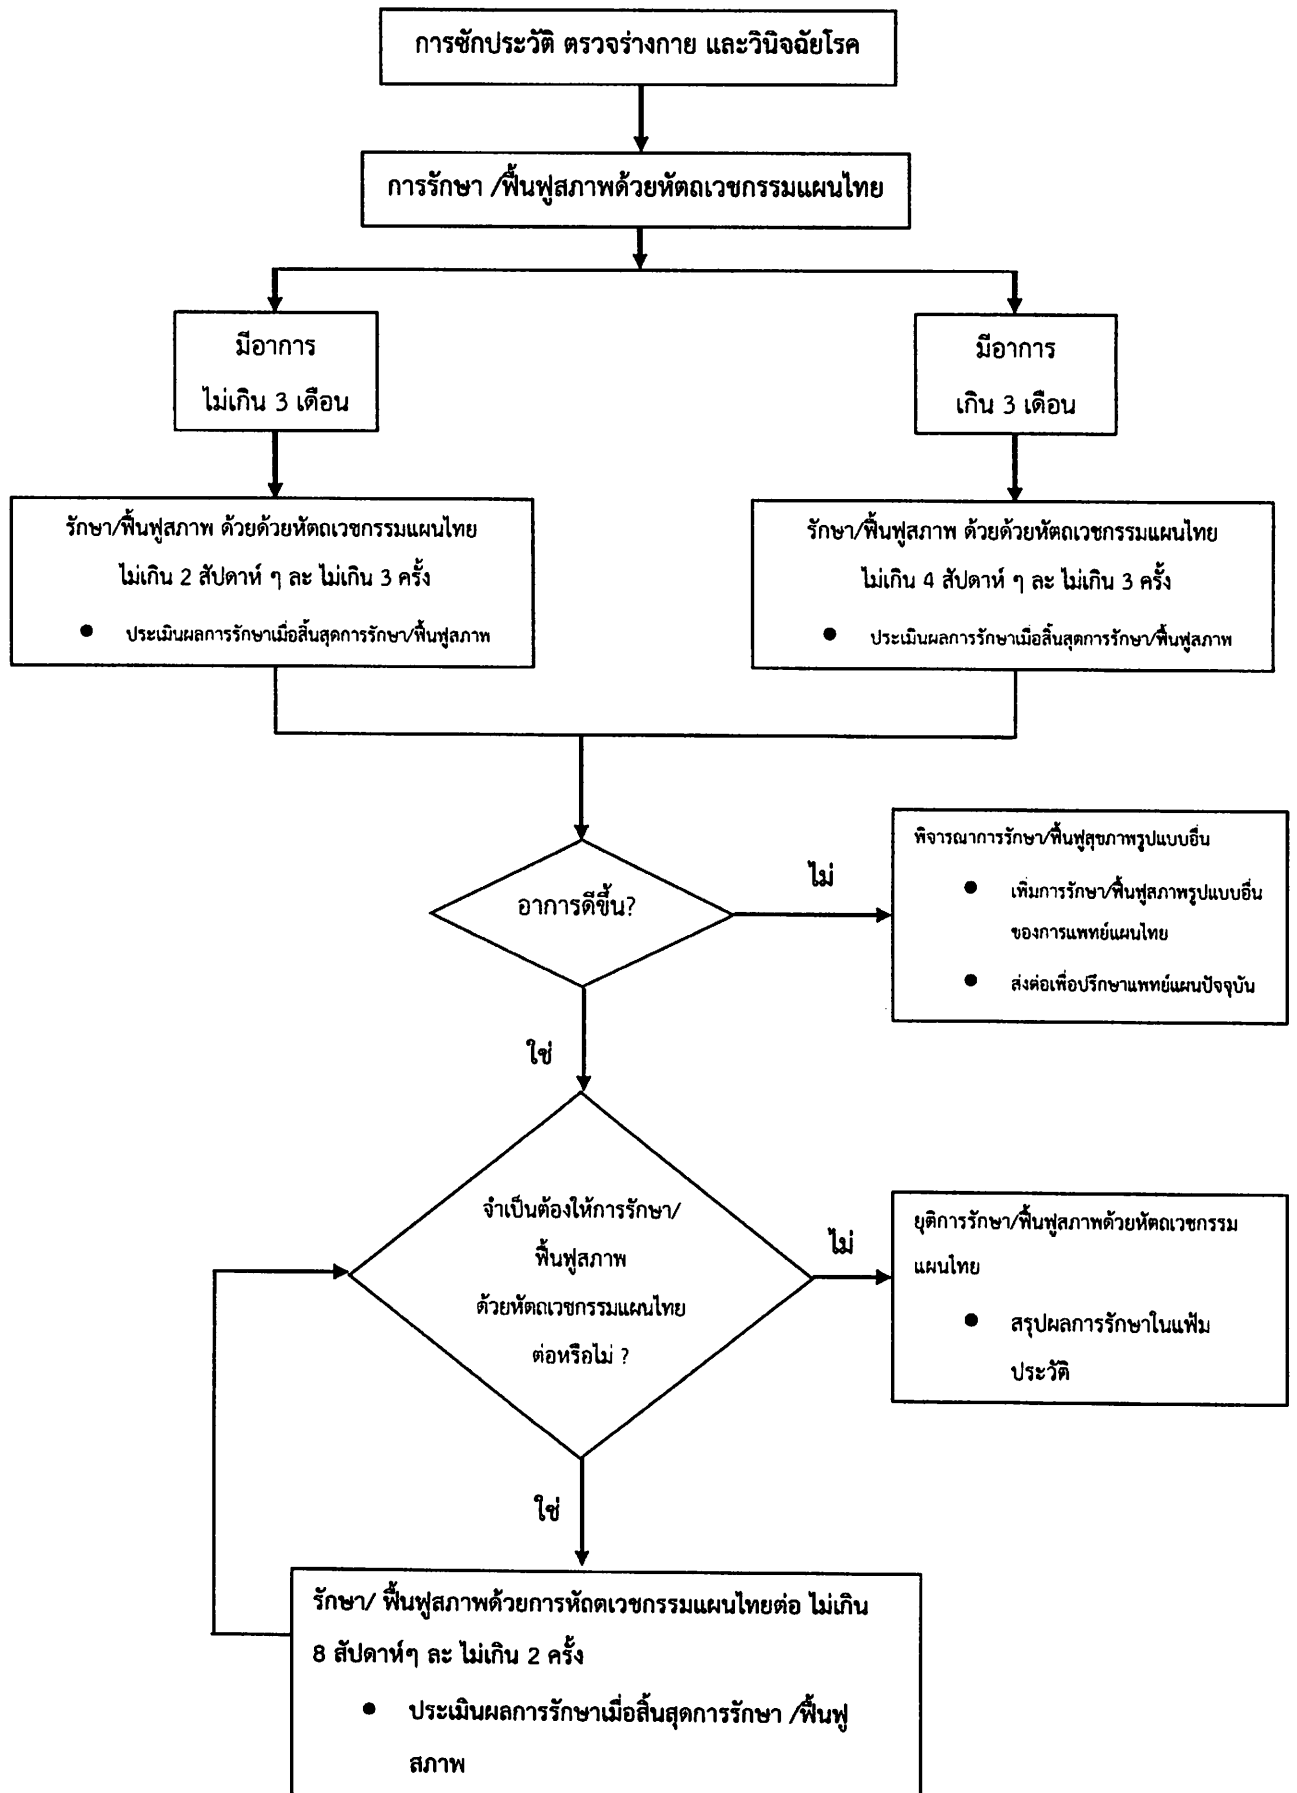 การซักประวัติ ตรวจร่างกาย และวินิจฉัยโรค
การรักษา /ฟื้นฟูสภาพด้วยหัตถเวชกรรมแผนไทย
มีอาการ
ไม่เกิน 3 เดือน
มีอาการ
เกิน 3 เดือน
รักษา/ฟื้นฟูสภาพ ด้วยด้วยหัตถเวชกรรมแผนไทย
ไม่เกิน 2 สัปดาห์ ๆ ละ ไม่เกิน 3 ครั้ง
● ประเมินผลการรักษาเมื่อสิ้นสุดการรักษา/ฟื้นฟูสภาพ
รักษา/ฟื้นฟูสภาพ ด้วยด้วยหัตถเวชกรรมแผนไทย
ไม่เกิน 4 สัปดาห์ ๆ ละ ไม่เกิน 3 ครั้ง
● ประเมินผลการรักษาเมื่อสิ้นสุดการรักษา/ฟื้นฟูสภาพ
อาการดีขึ้น?
ไม่
พิจารณาการรักษา/ฟื้นฟูสุขภาพรูปแบบอื่น
● เพิ่มการรักษา/ฟื้นฟูสภาพรูปแบบอื่น
ของการแพทย์แผนไทย
● ส่งต่อเพื่อปรึกษาแพทย์แผนปัจจุบัน
ใช่
จำเป็นต้องให้การรักษา/
ฟื้นฟูสภาพ
ด้วยหัตถเวชกรรมแผนไทย
ต่อหรือไม่ ?
ไม่
ยุติการรักษา/ฟื้นฟูสภาพด้วยหัตถเวชกรรม
แผนไทย
● สรุปผลการรักษาในแฟ้ม
ประวัติ
ใช่
รักษา/ ฟื้นฟูสภาพด้วยการหัถตเวชกรรมแผนไทยต่อ ไม่เกิน
8 สัปดาห์ๆ ละ ไม่เกิน 2 ครั้ง
● ประเมินผลการรักษาเมื่อสิ้นสุดการรักษา /ฟื้นฟู
สภาพ